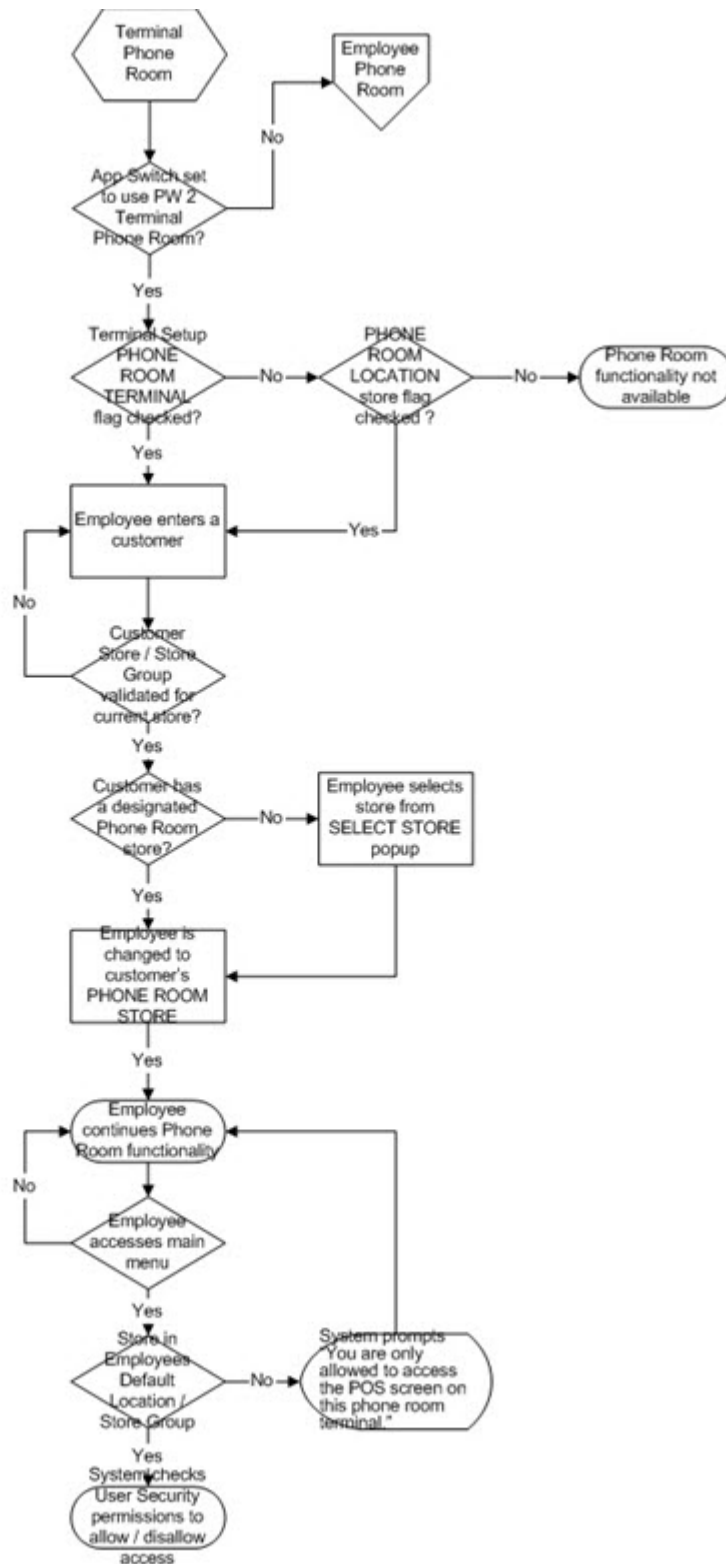 Terminal
Phone
Room
Employee
Phone
Room
No
App Switch set
to use PW 2
Terminal
Phone Room?
Yes
Terminal Setup
PHONE
ROOM
TERMINAL
flag checked?
No
PHONE
ROOM
LOCATION
store flag
checked ?
No
Phone Room
functionality not
available
Yes
Employee enters a
customer
Yes
No
Customer
Store / Store
Group
validated for
current store?
Yes
Customer has
a designated
Phone Room
store?
No
Employee selects
store from
SELECT STORE
popup
Yes
Employee is
changed to
customer's
PHONE ROOM
STORE
Yes
Employee
continues Phone
Room functionality
No
Employee
accesses main
menu
Yes
Store in
Employees
Default
Location /
Store Group
No
System prompts
"You are only
allowed to access
the POS screen on
this phone room
terminal."
Yes
System checks
User Security
permissions to
allow / disallow
access